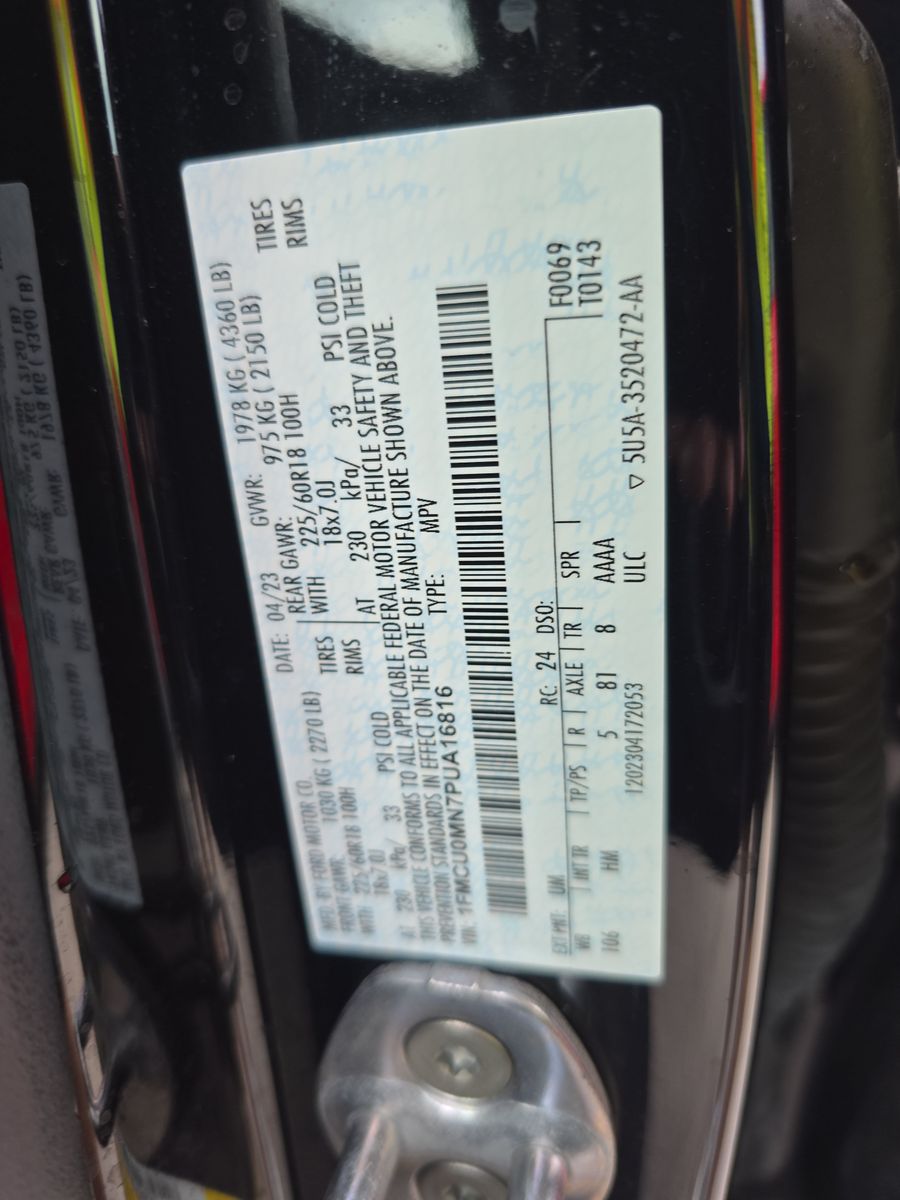 MFD. BY FORD MOTOR CO.
DATE: 04/23 GVWR: 1978 KG ( 4360 LB)
FRONT GAWR: 1030 KG ( 2270 LB) REAR GAWR: 975 KG ( 2150 LB)
WITH 225/60R18 100H TIRES WITH 225/60R18 100H TIRES
18x7.0J RIMS 18x7.0J RIMS
AT 230 kPa/ 33 PSI COLD AT 230 kPa/ 33 PSI COLD
THIS VEHICLE CONFORMS TO ALL APPLICABLE FEDERAL MOTOR VEHICLE SAFETY AND THEFT
PREVENTION STANDARDS IN EFFECT ON THE DATE OF MANUFACTURE SHOWN ABOVE.
VIN: 1FMCU0MN7PUA16816 TYPE: MPV
F0069
T0143
EXT PNT: UM RC: 24 DSO:
WB INT TR TP/PS R AXLE TR SPR
106 HM 5 81 8 AAAA
1202304172053 ULC ▽ 5U5A-3520472-AA